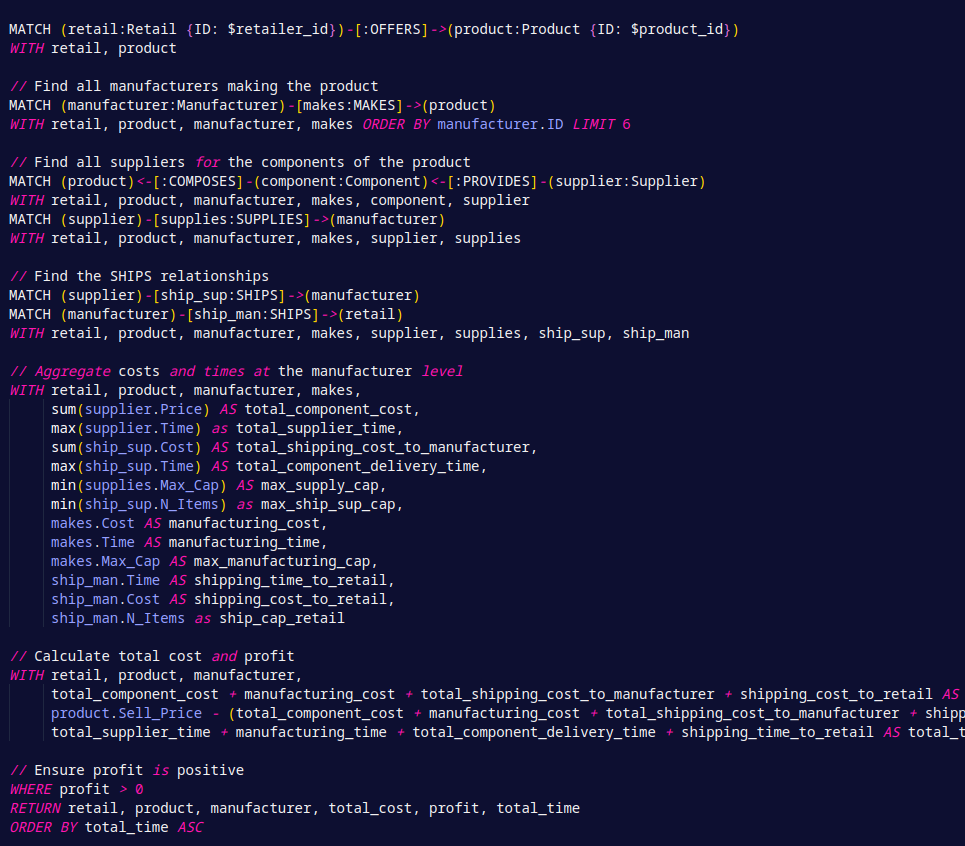 MATCH (retail:Retail {ID: $retailer_id})-[:OFFERS]->(product:Product {ID: $product_id})
WITH retail, product
// Find all manufacturers making the product
MATCH (manufacturer:Manufacturer)-[makes:MAKES]->(product)
WITH retail, product, manufacturer, makes ORDER BY manufacturer.ID LIMIT 6
// Find all suppliers for the components of the product
MATCH (product)<-[:COMPOSES]-(component:Component)<-[:PROVIDES]-(supplier:Supplier)
WITH retail, product, manufacturer, makes, component, supplier
MATCH (supplier)-[supplies:SUPPLIES]->(manufacturer)
WITH retail, product, manufacturer, makes, supplier, supplies
// Find the SHIPS relationships
MATCH (supplier)-[ship_sup:SHIPS]->(manufacturer)
MATCH (manufacturer)-[ship_man:SHIPS]->(retail)
WITH retail, product, manufacturer, makes, supplier, supplies, ship_sup, ship_man
// Aggregate costs and times at the manufacturer level
WITH retail, product, manufacturer, makes,
sum(supplier.Price) AS total_component_cost,
max(supplier.Time) as total_supplier_time,
sum(ship_sup.Cost) AS total_shipping_cost_to_manufacturer,
max(ship_sup.Time) AS total_component_delivery_time,
min(supplies.Max_Cap) AS max_supply_cap,
min(ship_sup.N_Items) as max_ship_sup_cap,
makes.Cost AS manufacturing_cost,
makes.Time AS manufacturing_time,
makes.Max_Cap AS max_manufacturing_cap,
ship_man.Time AS shipping_time_to_retail,
ship_man.Cost AS shipping_cost_to_retail,
ship_man.N_Items as ship_cap_retail
// Calculate total cost and profit
WITH retail, product, manufacturer,
total_component_cost + manufacturing_cost + total_shipping_cost_to_manufacturer + shipping_cost_to_retail AS
product.Sell_Price - (total_component_cost + manufacturing_cost + total_shipping_cost_to_manufacturer + shipp
total_supplier_time + manufacturing_time + total_component_delivery_time + shipping_time_to_retail AS total_t
// Ensure profit is positive
WHERE profit > 0
RETURN retail, product, manufacturer, total_cost, profit, total_time
ORDER BY total_time ASC